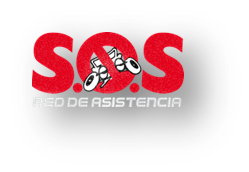 S.O.S
RED DE ASISTENCIA